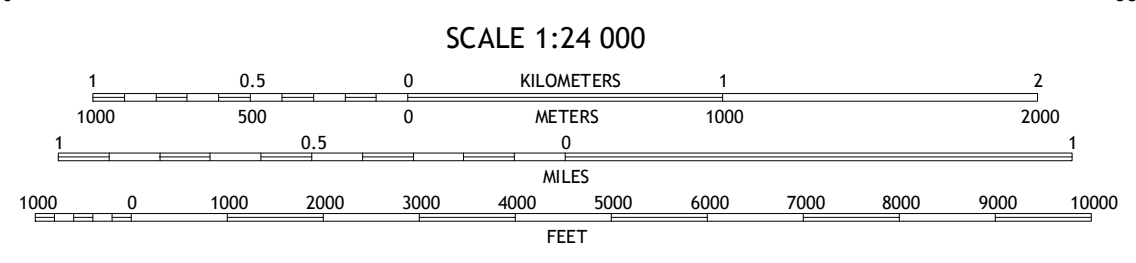 SCALE 1:24 000
1 0.5 0 KILOMETERS 1 2
1000 500 0 METERS 1000 2000
1 0.5 0 1
MILES
1000 0 1000 2000 3000 4000 5000 6000 7000 8000 9000 10000
FEET